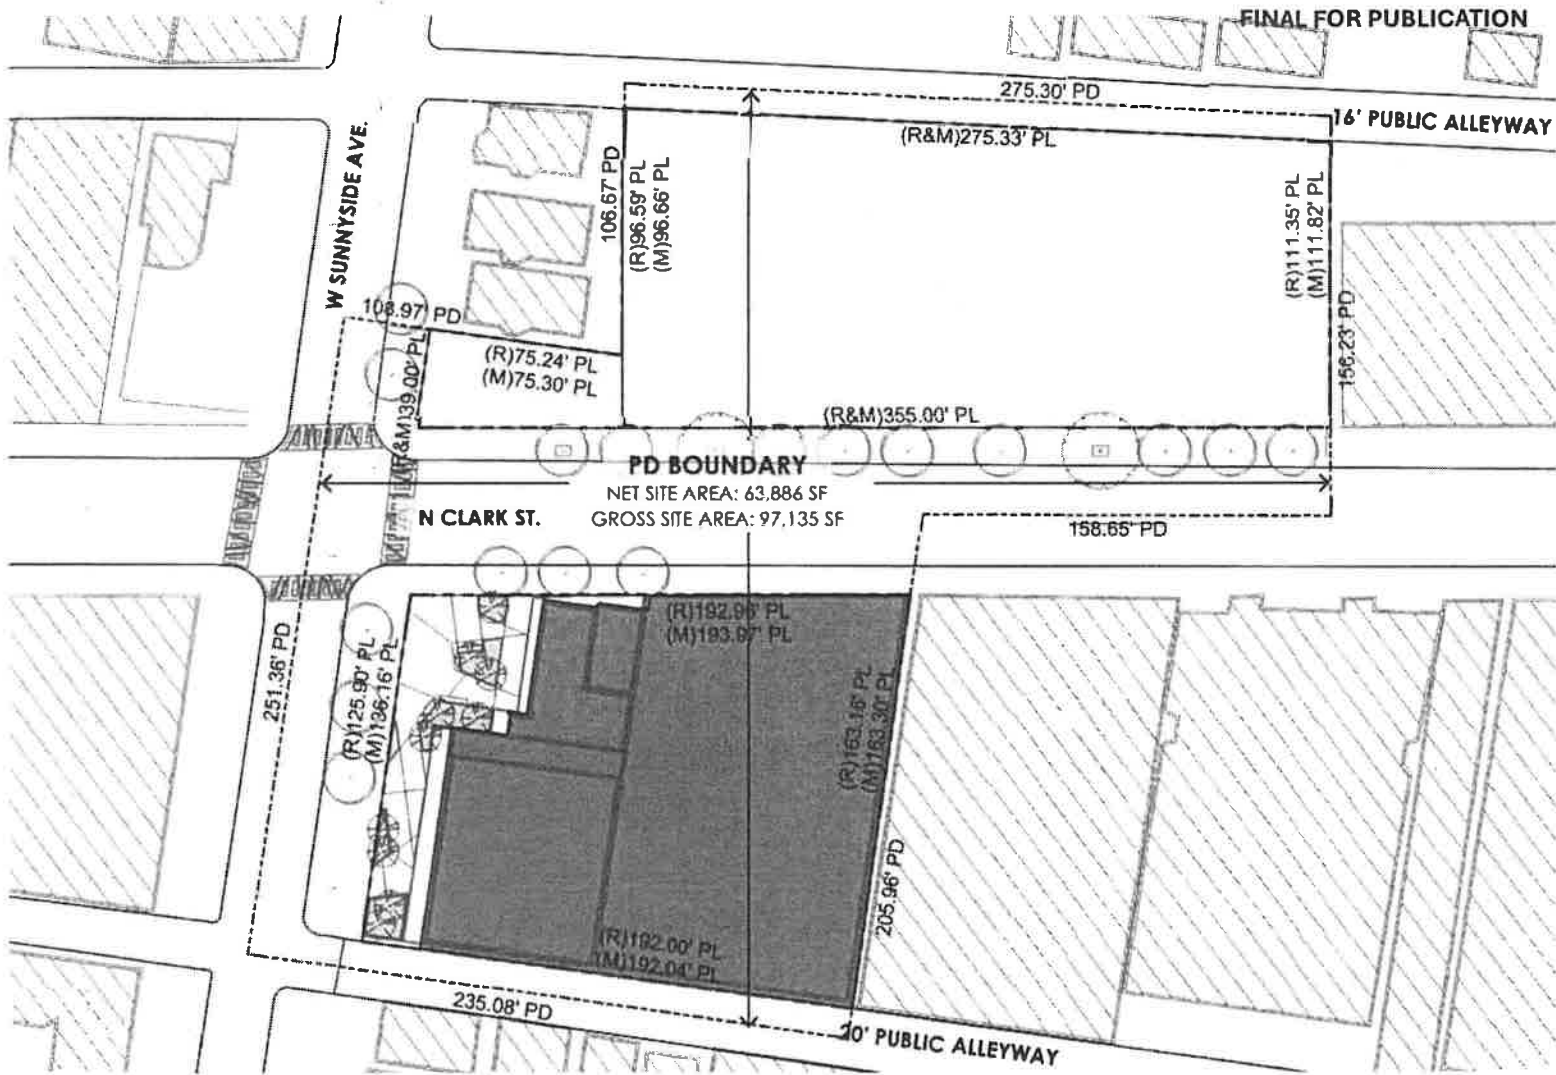 FINAL FOR PUBLICATION
275.30' PD
16' PUBLIC ALLEYWAY
(R&M)275.33' PL
W SUNNYSIDE AVE.
106.67' PD
(R)96.59' PL
(M)96.66' PL
(R)111.35' PL
(M)111.82' PL
156.23' PD
108.97' PD
(R)75.24' PL
(M)75.30' PL
(R&M)39.00' PL
(R&M)355.00' PL
PD BOUNDARY
NET SITE AREA: 63,886 SF
GROSS SITE AREA: 97,135 SF
N CLARK ST.
158.65' PD
(R)192.96' PL
(M)193.97' PL
251.36' PD
(R)125.90' PL
(M)136.16' PL
(R)163.16' PL
(M)163.30' PL
205.96' PD
(R)192.00' PL
(M)192.04' PL
235.08' PD
20' PUBLIC ALLEYWAY